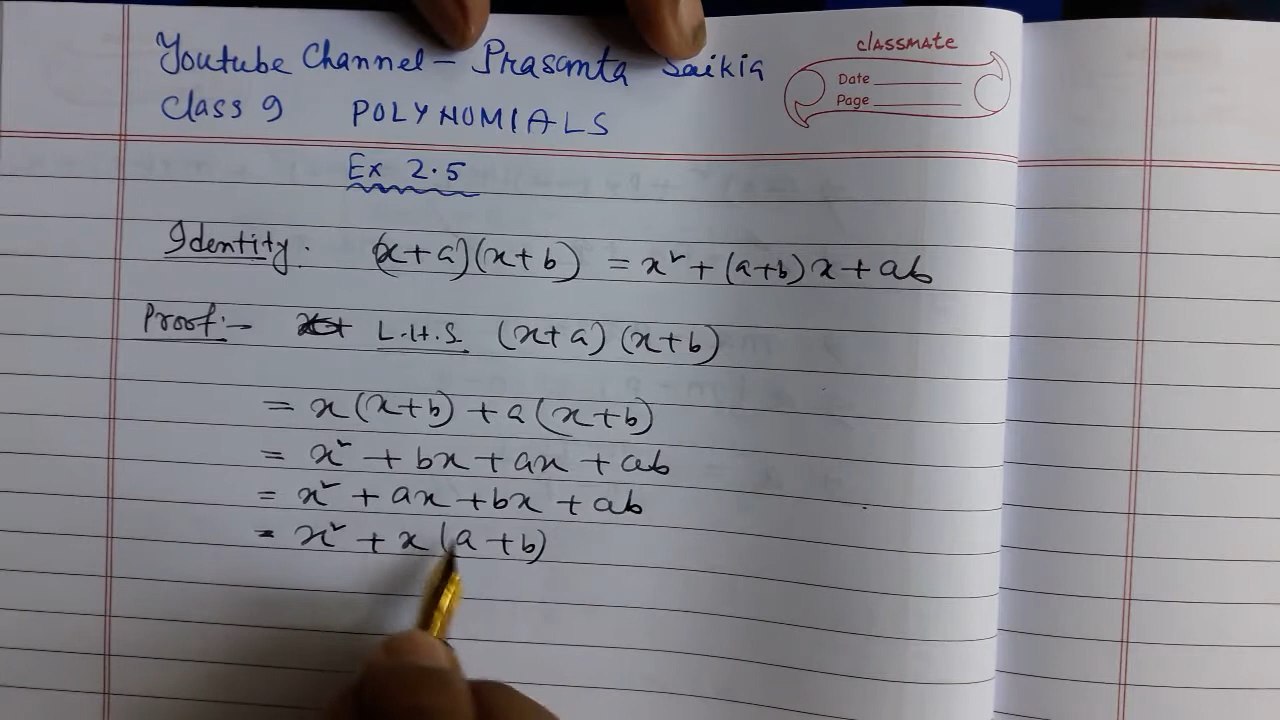 Youtube Channel - Prasanta Saikia
classmate
Date
Page
Class 9 POLYNOMIALS
Ex 2.5
Identity. (x+a)(x+b) = x² + (a+b)x + ab
Proof:- L.H.S. (x+a)(x+b)
= x(x+b) + a(x+b)
= x² + bx + ax + ab
= x² + ax + bx + ab
= x² + x(a+b)